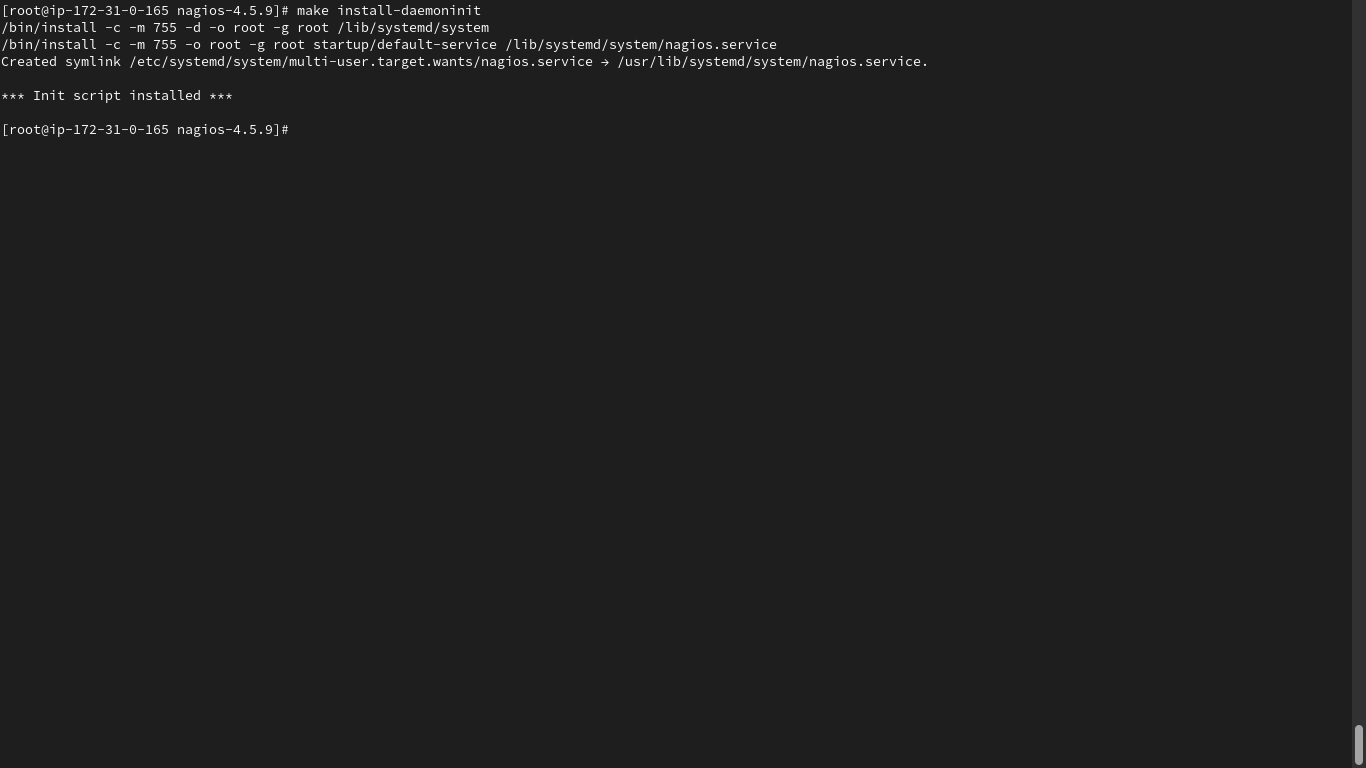 [root@ip-172-31-0-165 nagios-4.5.9]# make install-daemoninit
/bin/install -c -m 755 -d -o root -g root /lib/systemd/system
/bin/install -c -m 755 -o root -g root startup/default-service /lib/systemd/system/nagios.service
Created symlink /etc/systemd/system/multi-user.target.wants/nagios.service → /usr/lib/systemd/system/nagios.service.
*** Init script installed ***
[root@ip-172-31-0-165 nagios-4.5.9]#